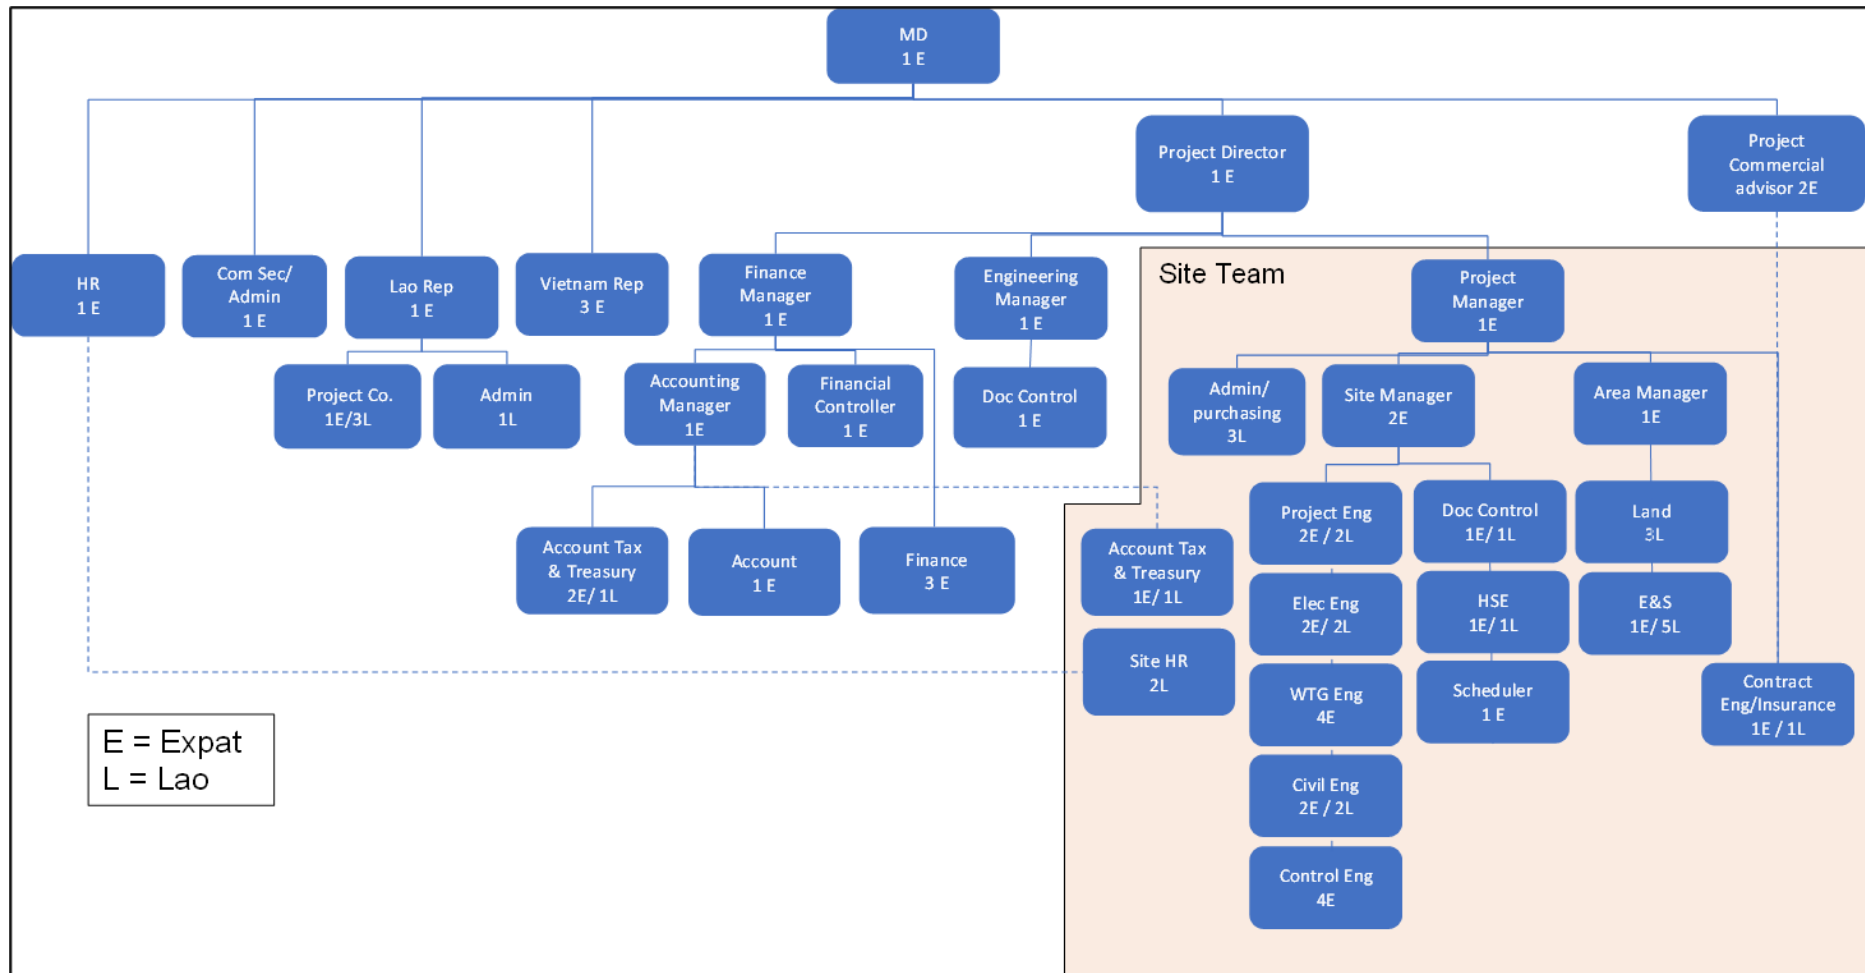 MD
1 E
Project Director
1 E
Project
Commercial
advisor 2E
HR
1 E
Com Sec/
Admin
1 E
Lao Rep
1 E
Vietnam Rep
3 E
Finance
Manager
1 E
Engineering
Manager
1 E
Site Team
Project
Manager
1E
Project Co.
1E/3L
Admin
1L
Accounting
Manager
1E
Financial
Controller
1 E
Doc Control
1 E
Admin/
purchasing
3L
Site Manager
2E
Area Manager
1E
Account Tax
& Treasury
2E/ 1L
Account
1 E
Finance
3 E
Account Tax
& Treasury
1E/ 1L
Project Eng
2E / 2L
Doc Control
1E/ 1L
Land
3L
Elec Eng
2E/ 2L
HSE
1E/ 1L
E&S
1E/ 5L
Site HR
2L
WTG Eng
4E
Scheduler
1 E
Contract
Eng/Insurance
1E / 1L
Civil Eng
2E / 2L
Control Eng
4E
E = Expat
L = Lao